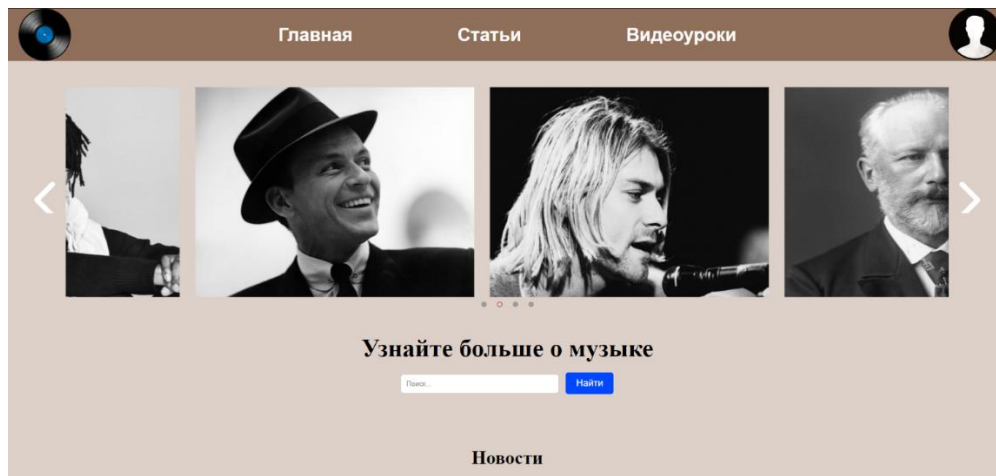 Главная Статьи Видеоуроки
Узнайте больше о музыке
Поиск... Найти
Новости